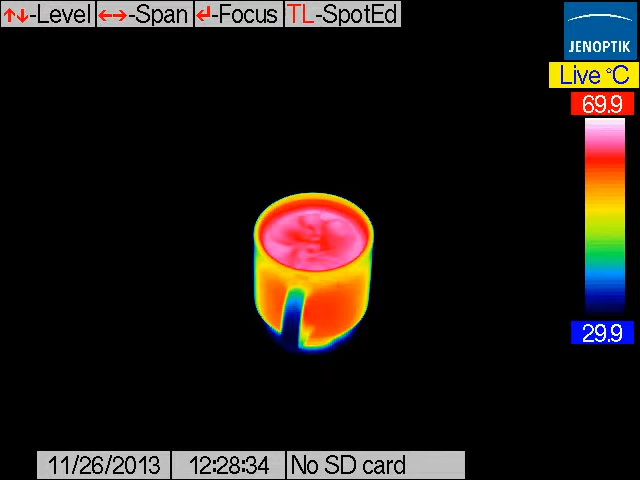 ↑↓-Level ←→-Span ↵-Focus TL-SpotEd
JENOPTIK
Live °C
69.9
29.9
11/26/2013 12:28:34 No SD card